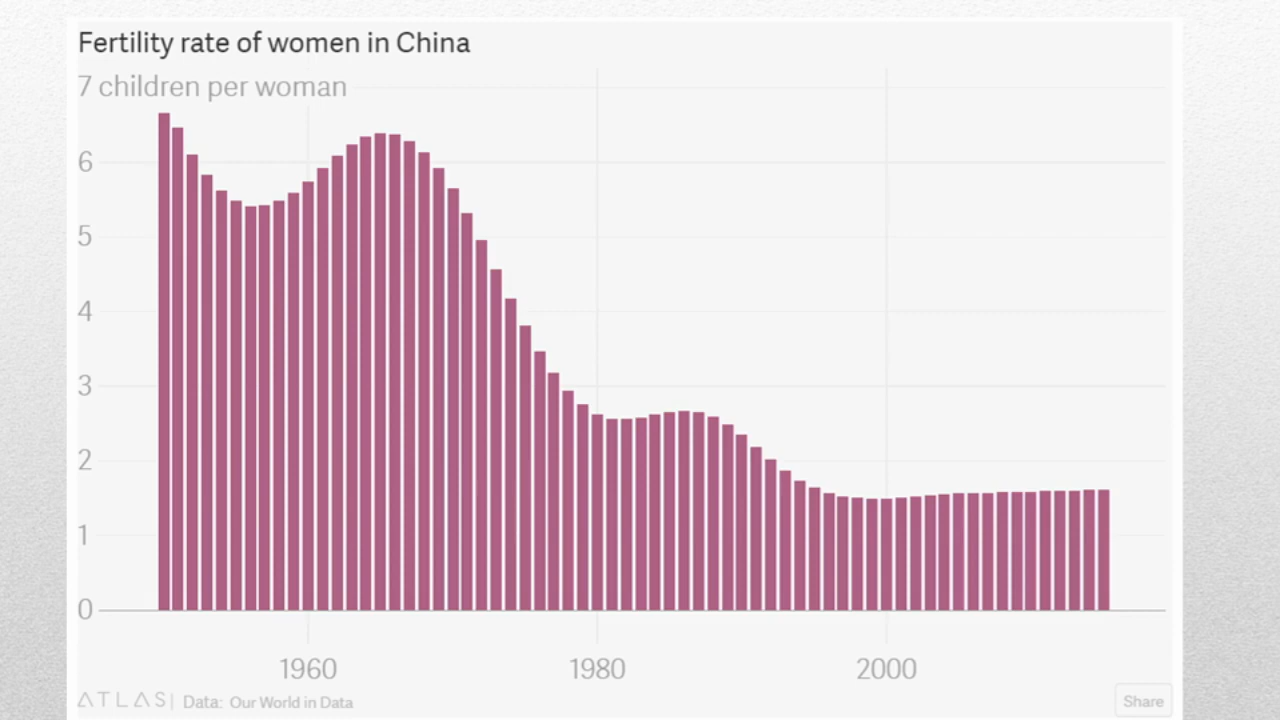 Fertility rate of women in China
7 children per woman
6
5
4
3
2
1
0
1960 1980 2000
ATLAS| Data: Our World in Data
Share